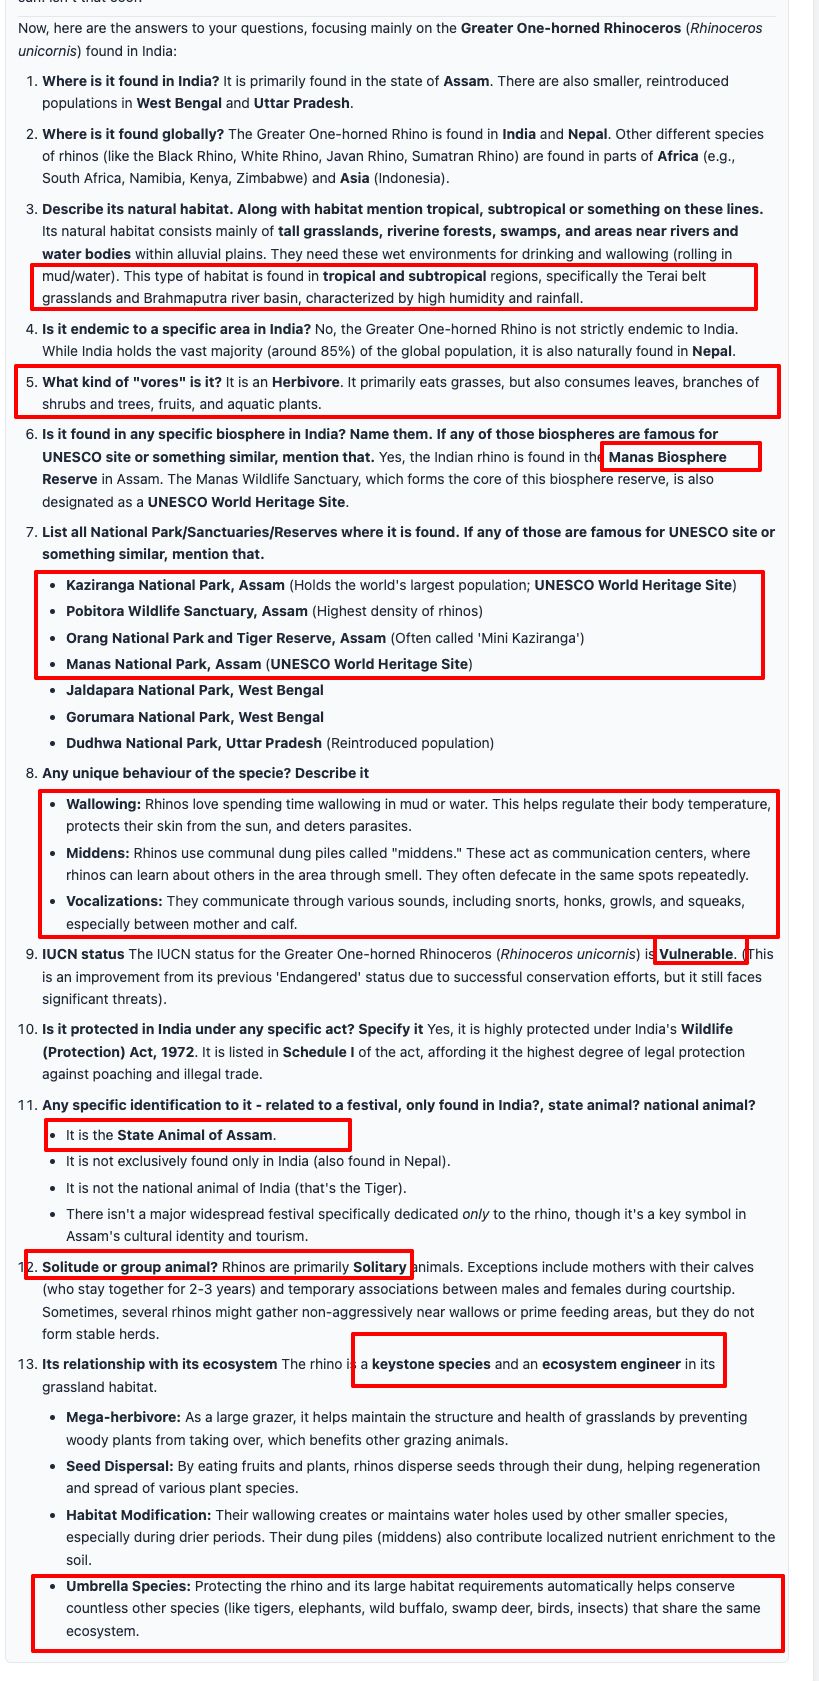 Now, here are the answers to your questions, focusing mainly on the Greater One-horned Rhinoceros (Rhinoceros
unicornis) found in India:
1. Where is it found in India? It is primarily found in the state of Assam. There are also smaller, reintroduced
populations in West Bengal and Uttar Pradesh.
2. Where is it found globally? The Greater One-horned Rhino is found in India and Nepal. Other different species
of rhinos (like the Black Rhino, White Rhino, Javan Rhino, Sumatran Rhino) are found in parts of Africa (e.g.,
South Africa, Namibia, Kenya, Zimbabwe) and Asia (Indonesia).
3. Describe its natural habitat. Along with habitat mention tropical, subtropical or something on these lines.
Its natural habitat consists mainly of tall grasslands, riverine forests, swamps, and areas near rivers and
water bodies within alluvial plains. They need these wet environments for drinking and wallowing (rolling in
mud/water). This type of habitat is found in tropical and subtropical regions, specifically the Terai belt
grasslands and Brahmaputra river basin, characterized by high humidity and rainfall.
4. Is it endemic to a specific area in India? No, the Greater One-horned Rhino is not strictly endemic to India.
While India holds the vast majority (around 85%) of the global population, it is also naturally found in Nepal.
5. What kind of "vores" is it? It is an Herbivore. It primarily eats grasses, but also consumes leaves, branches of
shrubs and trees, fruits, and aquatic plants.
6. Is it found in any specific biosphere in India? Name them. If any of those biospheres are famous for
UNESCO site or something similar, mention that. Yes, the Indian rhino is found in the Manas Biosphere
Reserve in Assam. The Manas Wildlife Sanctuary, which forms the core of this biosphere reserve, is also
designated as a UNESCO World Heritage Site.
7. List all National Park/Sanctuaries/Reserves where it is found. If any of those are famous for UNESCO site or
something similar, mention that.
• Kaziranga National Park, Assam (Holds the world's largest population; UNESCO World Heritage Site)
• Pobitora Wildlife Sanctuary, Assam (Highest density of rhinos)
• Orang National Park and Tiger Reserve, Assam (Often called 'Mini Kaziranga')
• Manas National Park, Assam (UNESCO World Heritage Site)
• Jaldapara National Park, West Bengal
• Gorumara National Park, West Bengal
• Dudhwa National Park, Uttar Pradesh (Reintroduced population)
8. Any unique behaviour of the specie? Describe it
• Wallowing: Rhinos love spending time wallowing in mud or water. This helps regulate their body temperature,
protects their skin from the sun, and deters parasites.
• Middens: Rhinos use communal dung piles called "middens." These act as communication centers, where
rhinos can learn about others in the area through smell. They often defecate in the same spots repeatedly.
• Vocalizations: They communicate through various sounds, including snorts, honks, growls, and squeaks,
especially between mother and calf.
9. IUCN status The IUCN status for the Greater One-horned Rhinoceros (Rhinoceros unicornis) is Vulnerable. (This
is an improvement from its previous 'Endangered' status due to successful conservation efforts, but it still faces
significant threats).
10. Is it protected in India under any specific act? Specify it Yes, it is highly protected under India's Wildlife
(Protection) Act, 1972. It is listed in Schedule I of the act, affording it the highest degree of legal protection
against poaching and illegal trade.
11. Any specific identification to it - related to a festival, only found in India?, state animal? national animal?
• It is the State Animal of Assam.
• It is not exclusively found only in India (also found in Nepal).
• It is not the national animal of India (that's the Tiger).
• There isn't a major widespread festival specifically dedicated only to the rhino, though it's a key symbol in
Assam's cultural identity and tourism.
12. Solitude or group animal? Rhinos are primarily Solitary animals. Exceptions include mothers with their calves
(who stay together for 2-3 years) and temporary associations between males and females during courtship.
Sometimes, several rhinos might gather non-aggressively near wallows or prime feeding areas, but they do not
form stable herds.
13. Its relationship with its ecosystem The rhino is a keystone species and an ecosystem engineer in its
grassland habitat.
• Mega-herbivore: As a large grazer, it helps maintain the structure and health of grasslands by preventing
woody plants from taking over, which benefits other grazing animals.
• Seed Dispersal: By eating fruits and plants, rhinos disperse seeds through their dung, helping regeneration
and spread of various plant species.
• Habitat Modification: Their wallowing creates or maintains water holes used by other smaller species,
especially during drier periods. Their dung piles (middens) also contribute localized nutrient enrichment to the
soil.
• Umbrella Species: Protecting the rhino and its large habitat requirements automatically helps conserve
countless other species (like tigers, elephants, wild buffalo, swamp deer, birds, insects) that share the same
ecosystem.